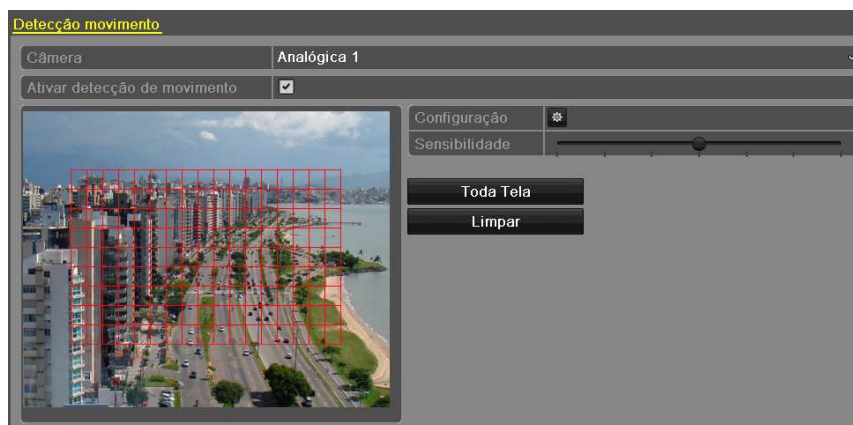 Detecção movimento
Câmera
Analógica 1
Ativar detecção de movimento
Configuração
Sensibilidade
Toda Tela
Limpar